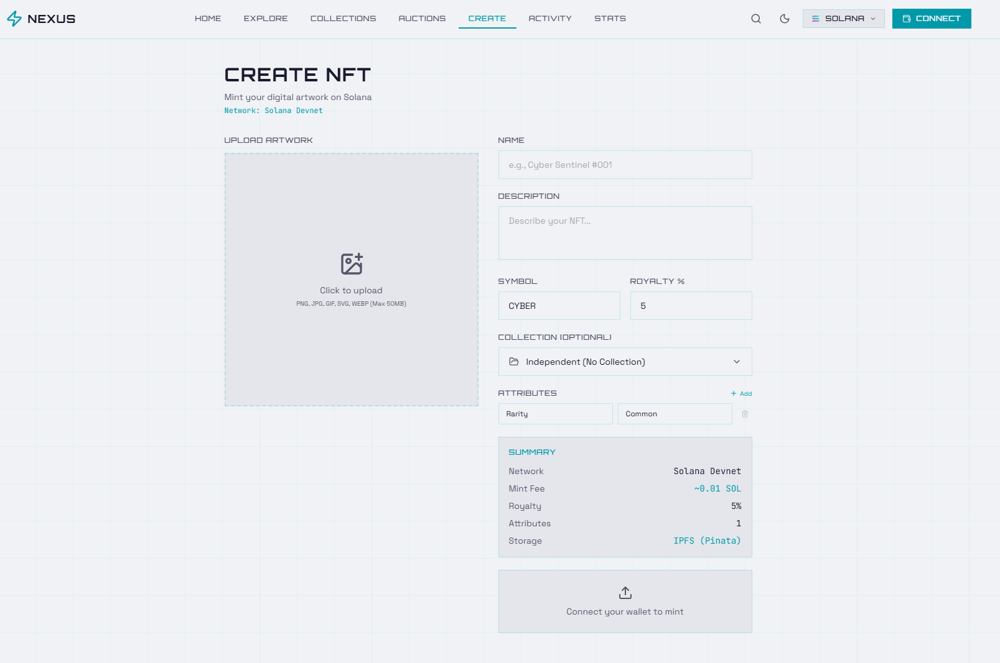 NEXUS
HOME
EXPLORE
COLLECTIONS
AUCTIONS
CREATE
ACTIVITY
STATS
SOLANA
CONNECT
CREATE NFT
Mint your digital artwork on Solana
Network: Solana Devnet
UPLOAD ARTWORK
Click to upload
PNG, JPG, GIF, SVG, WEBP (Max 50MB)
NAME
e.g., Cyber Sentinel #001
DESCRIPTION
Describe your NFT...
SYMBOL
ROYALTY %
CYBER
5
COLLECTION (OPTIONAL)
Independent (No Collection)
ATTRIBUTES
Add
Rarity
Common
SUMMARY
Network Solana Devnet
Mint Fee ~0.01 SOL
Royalty 5%
Attributes 1
Storage IPFS (Pinata)
Connect your wallet to mint